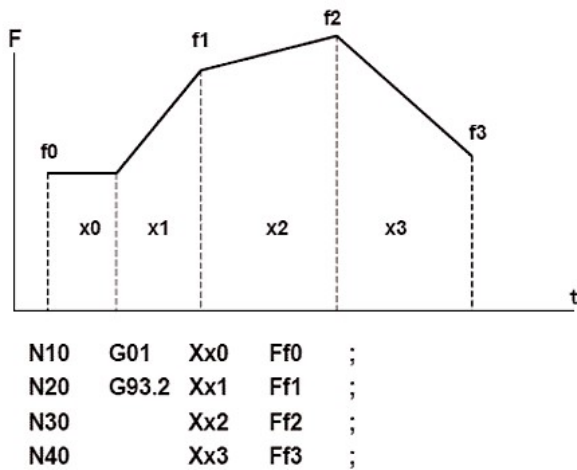 f2
f1
F
f0
f3
x0 x1 x2 x3
t
N10 G01 Xx0 Ff0 ;
N20 G93.2 Xx1 Ff1 ;
N30 Xx2 Ff2 ;
N40 Xx3 Ff3 ;